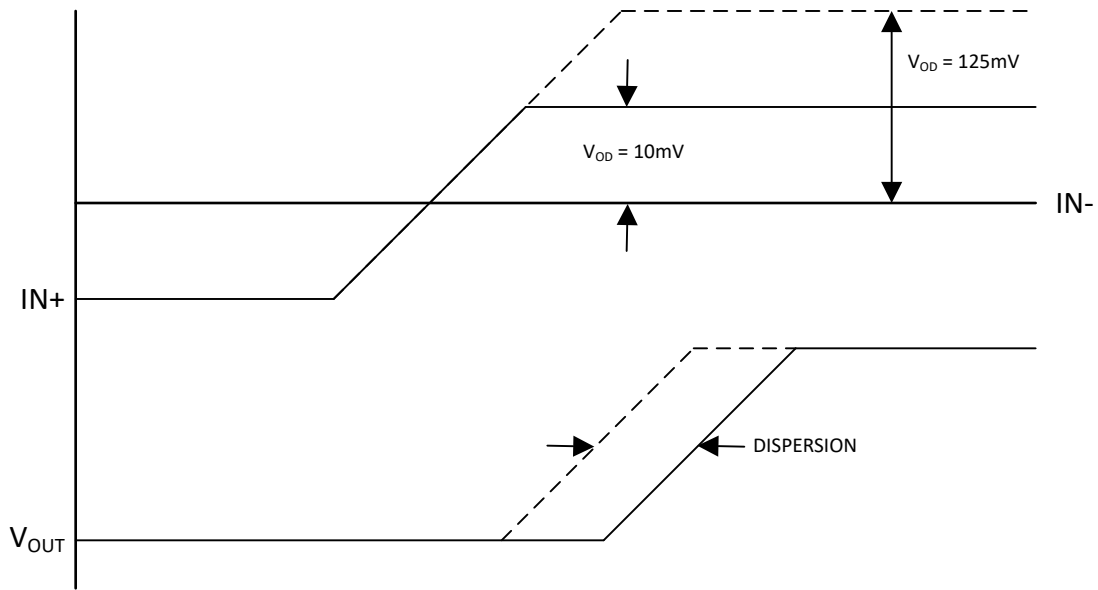 V_OD = 125mV
V_OD = 10mV
IN-
IN+
DISPERSION
V_OUT